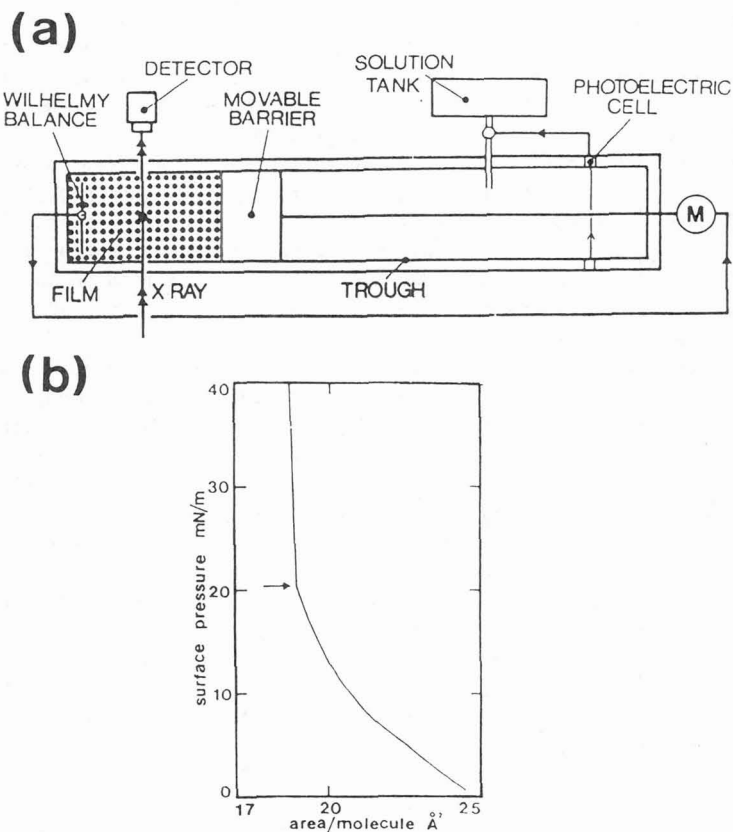 (a)
DETECTOR
WILHELMY
BALANCE
MOVABLE
BARRIER
SOLUTION
TANK
PHOTOELECTRIC
CELL
M
FILM
X RAY
TROUGH
(b)
surface pressure mN/m
40
30
20
10
0
17
20
25
area/molecule Å²